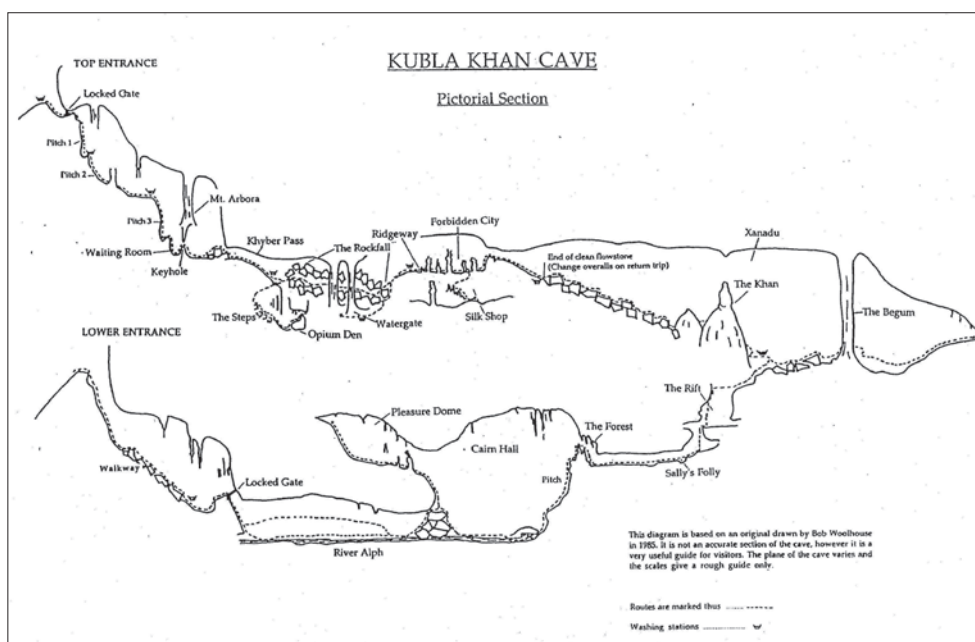 KUBLA KHAN CAVE
Pictorial Section
TOP ENTRANCE
Locked Gate
Pitch 1
Pitch 2
Pitch 3
Mt. Arbora
Waiting Room
Keyhole
Khyber Pass
The Rockfall
Ridgeway
Forbidden City
End of clean flowstone
(Change overalls on return trip)
Xanadu
The Khan
The Begum
The Steps
Opium Den
Watergate
Silk Shop
LOWER ENTRANCE
Walkway
Locked Gate
River Alph
Pleasure Dome
Cairn Hall
The Forest
Pitch
The Rift
Sally's Folly
This diagram is based on an original drawn by Bob Woolhouse
in 1985. It is not an accurate section of the cave, however it is a
very useful guide for visitors. The plane of the cave varies and
the scales give a rough guide only.
Routes are marked thus
Washing stations